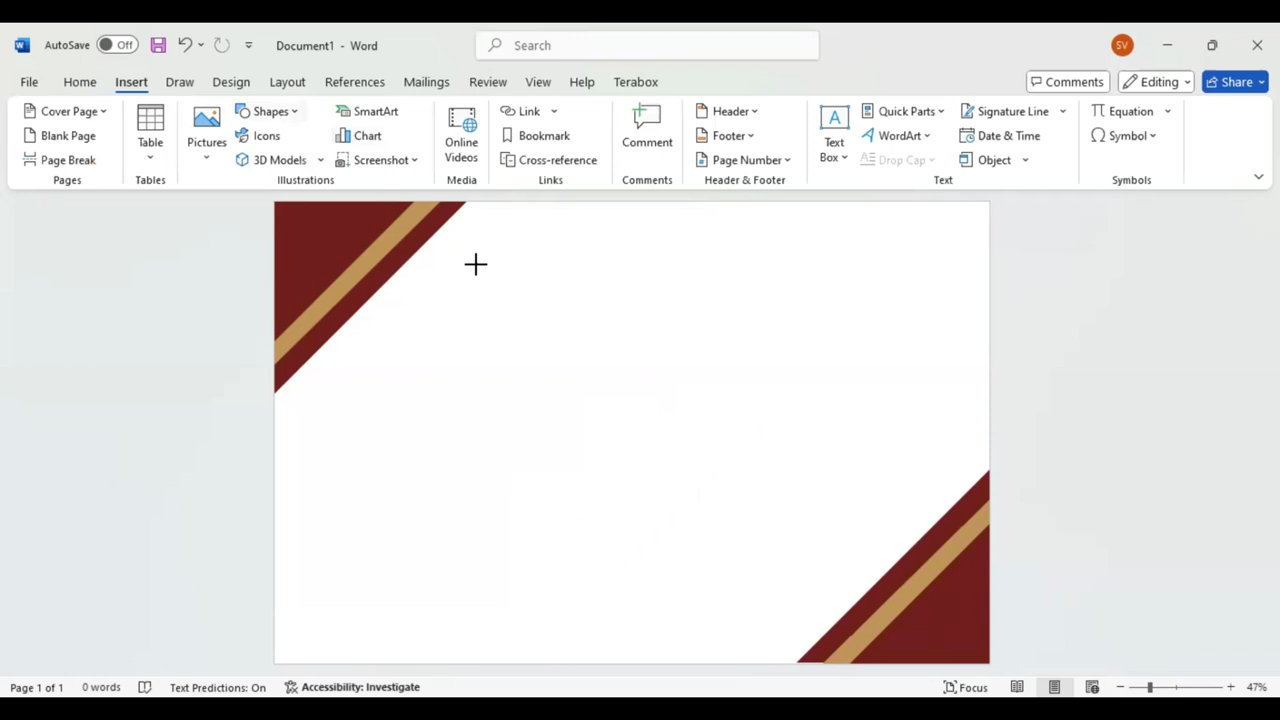 AutoSave Off Document1 - Word Search SV
File Home Insert Draw Design Layout References Mailings Review View Help Terabox Comments Editing Share
Cover Page
Blank Page
Page Break
Pages
Table
Tables
Pictures
Shapes
Icons
3D Models
SmartArt
Chart
Screenshot
Illustrations
Online
Videos
Media
Link
Bookmark
Cross-reference
Links
Comment
Comments
Header
Footer
Page Number
Header & Footer
A
Text
Box
Quick Parts
WordArt
Drop Cap
Signature Line
Date & Time
Object
Text
Equation
Symbol
Symbols
Page 1 of 1 0 words Text Predictions: On Accessibility: Investigate Focus 47%